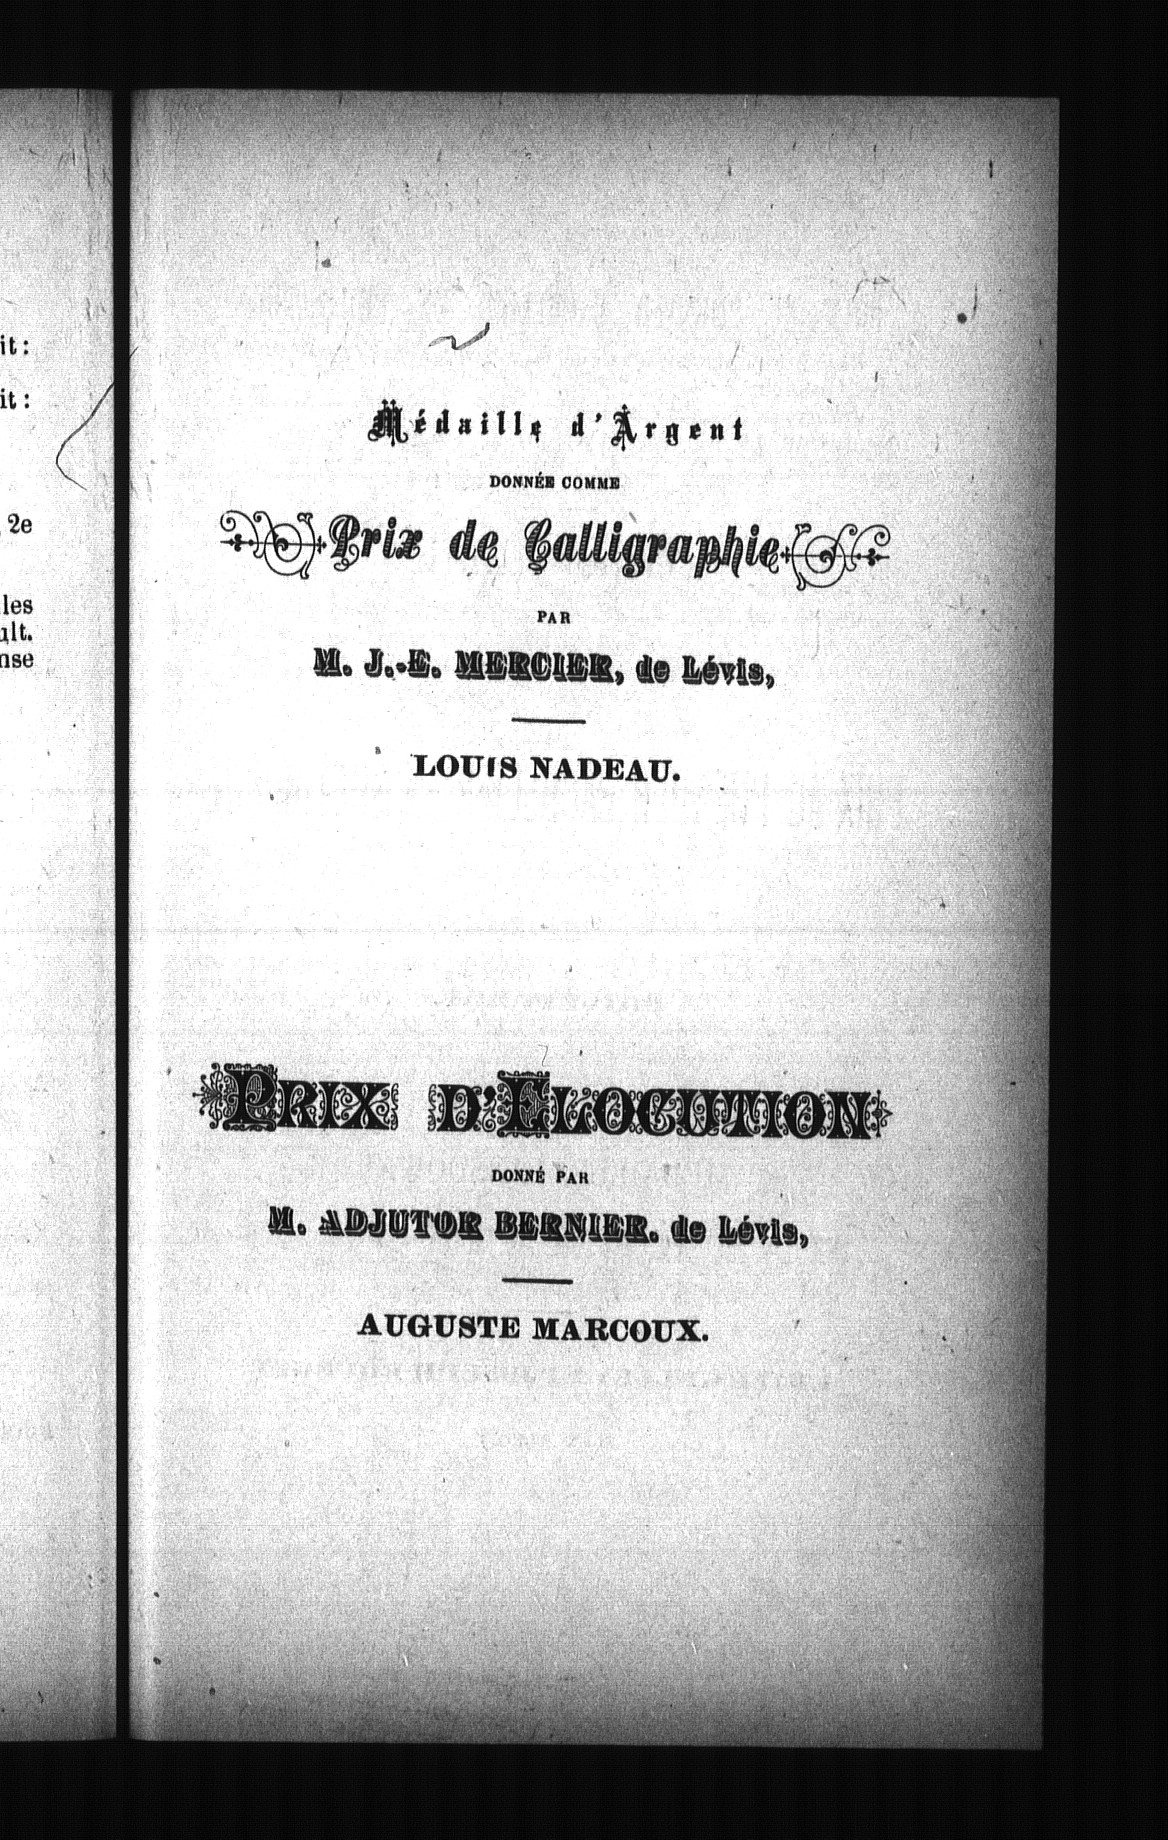 it:
it:
2e
les
ult.
nse
Médaille d'Argent
DONNÉE COMME
Prix de Calligraphie
PAR
M. J.-E. MERCIER, de Lévis,
LOUIS NADEAU.
PRIX D'ELOCUTION
DONNÉ PAR
M. ADJUTOR BERNIER. de Lévis,
AUGUSTE MARCOUX.